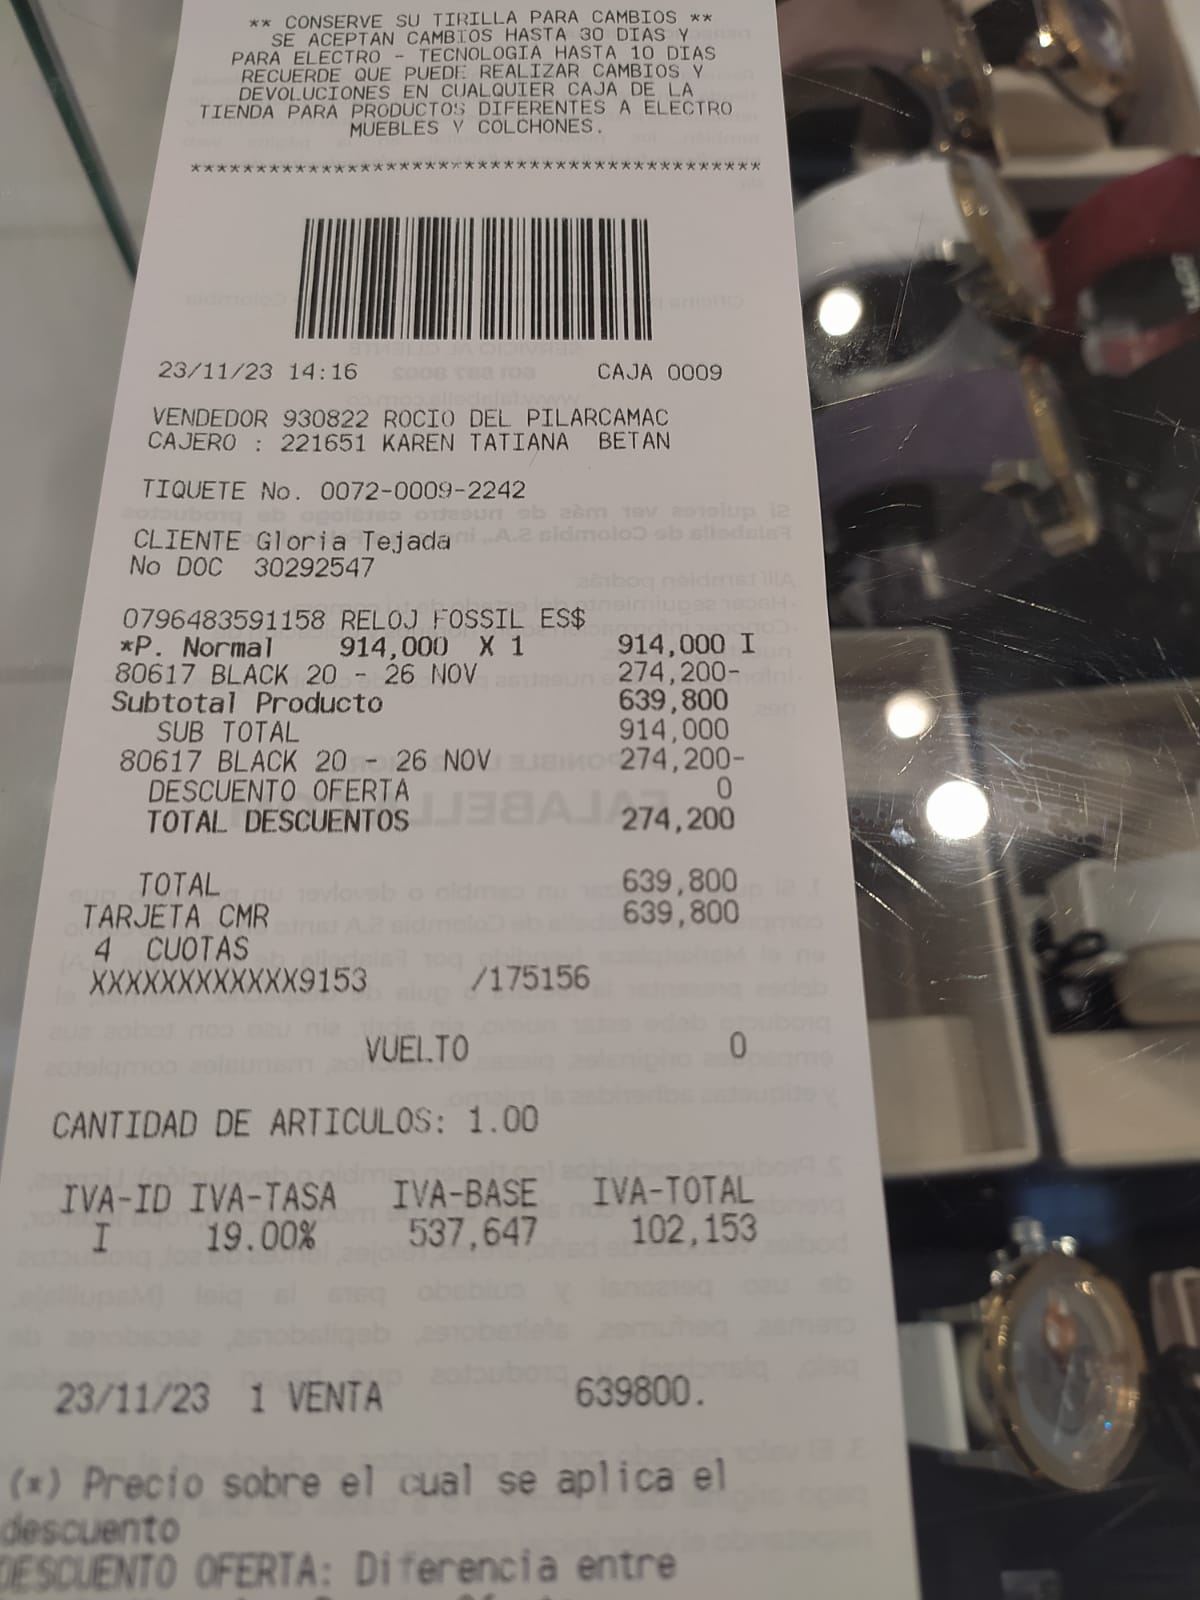 ** CONSERVE SU TIRILLA PARA CAMBIOS **
SE ACEPTAN CAMBIOS HASTA 30 DIAS Y
PARA ELECTRO - TECNOLOGIA HASTA 10 DIAS
RECUERDE QUE PUEDE REALIZAR CAMBIOS Y
DEVOLUCIONES EN CUALQUIER CAJA DE LA
TIENDA PARA PRODUCTOS DIFERENTES A ELECTRO
MUEBLES Y COLCHONES.
********************************************
23/11/23 14:16 CAJA 0009
VENDEDOR 930822 ROCIO DEL PILARCAMAC
CAJERO : 221651 KAREN TATIANA BETAN
TIQUETE No. 0072-0009-2242
CLIENTE Gloria Tejada
No DOC 30292547
0796483591158 RELOJ FOSSIL ES$
*P. Normal 914,000 X 1 914,000 I
80617 BLACK 20 - 26 NOV 274,200-
Subtotal Producto 639,800
SUB TOTAL 914,000
80617 BLACK 20 - 26 NOV 274,200-
DESCUENTO OFERTA 0
TOTAL DESCUENTOS 274,200
TOTAL 639,800
TARJETA CMR 639,800
4 CUOTAS
XXXXXXXXXXXX9153 /175156
VUELTO 0
CANTIDAD DE ARTICULOS: 1.00
IVA-ID IVA-TASA IVA-BASE IVA-TOTAL
I 19.00% 537,647 102,153
23/11/23 1 VENTA 639800.
(*) Precio sobre el cual se aplica el
descuento
DESCUENTO OFERTA: Diferencia entre